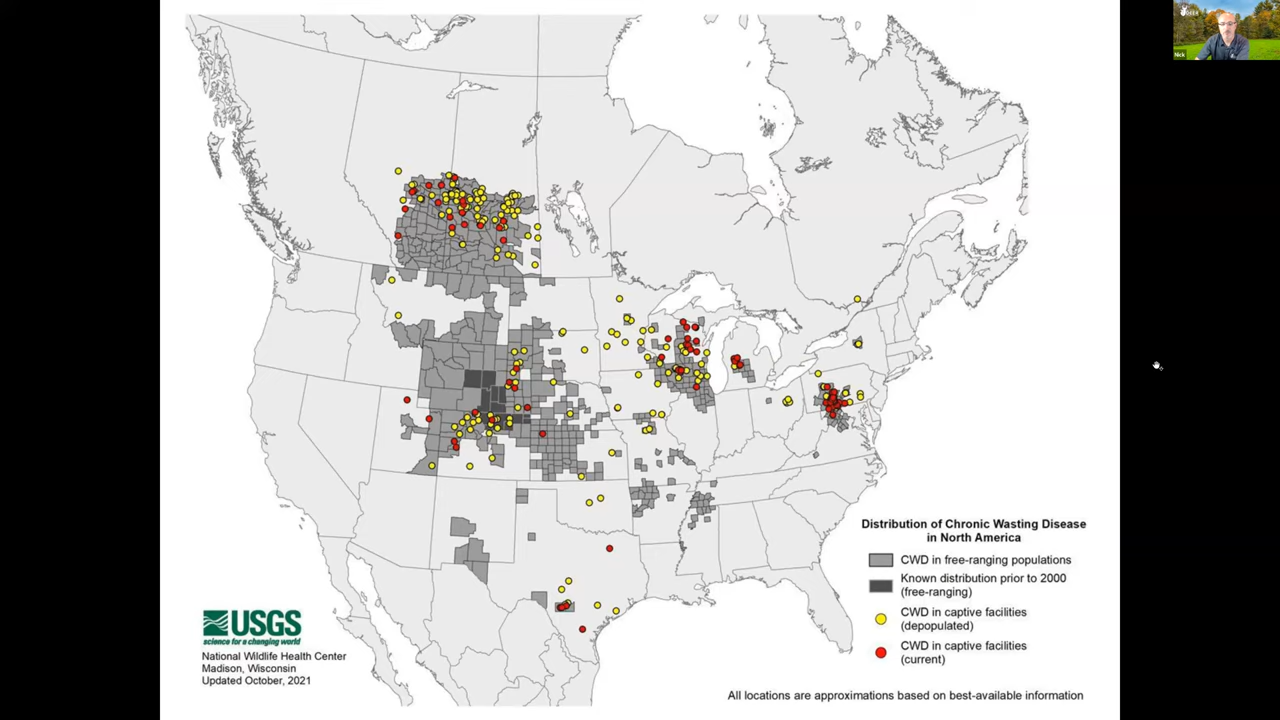 Nick
Distribution of Chronic Wasting Disease
in North America
CWD in free-ranging populations
Known distribution prior to 2000
(free-ranging)
CWD in captive facilities
(depopulated)
CWD in captive facilities
(current)
USGS
science for a changing world
National Wildlife Health Center
Madison, Wisconsin
Updated October, 2021
All locations are approximations based on best-available information